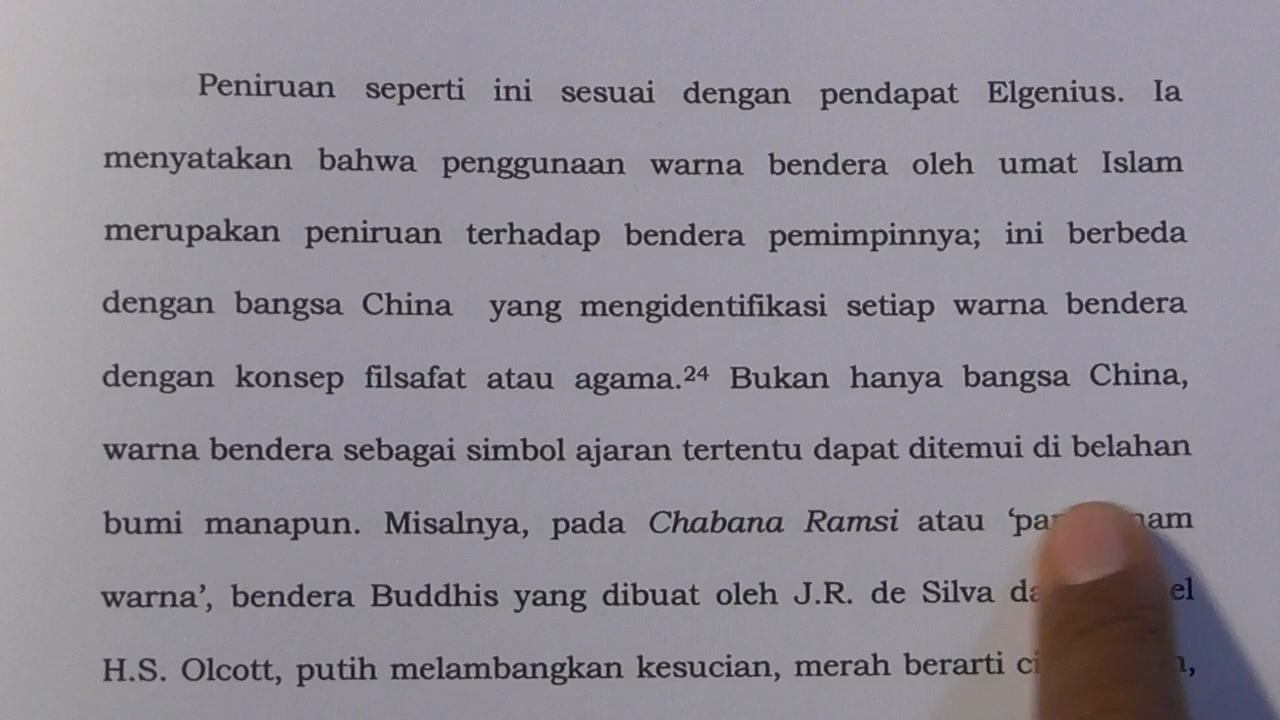 Peniruan seperti ini sesuai dengan pendapat Elgenius. Ia
menyatakan bahwa penggunaan warna bendera oleh umat Islam
merupakan peniruan terhadap bendera pemimpinnya; ini berbeda
dengan bangsa China yang mengidentifikasi setiap warna bendera
dengan konsep filsafat atau agama.²⁴ Bukan hanya bangsa China,
warna bendera sebagai simbol ajaran tertentu dapat ditemui di belahan
bumi manapun. Misalnya, pada Chabana Ramsi atau
warna’, bendera Buddhis yang dibuat oleh J.R. de Silva
H.S. Olcott, putih melambangkan kesucian, merah berarti